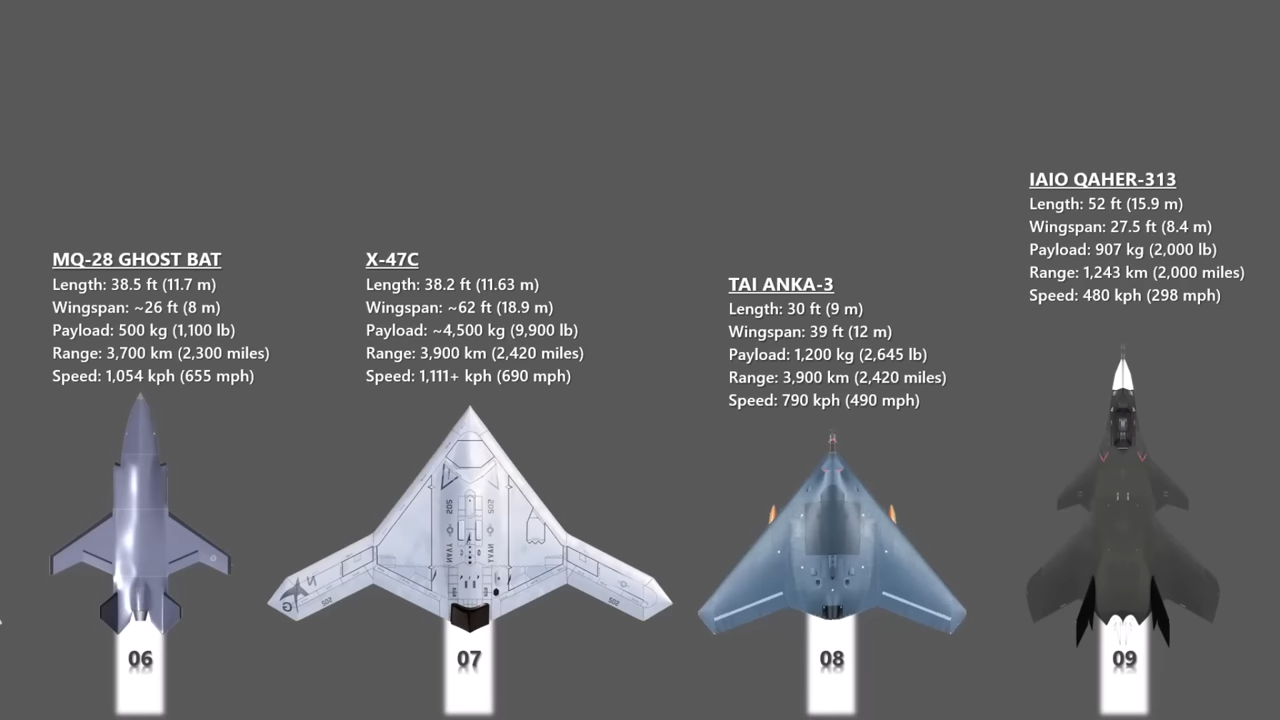 MQ-28 GHOST BAT
Length: 38.5 ft (11.7 m)
Wingspan: ~26 ft (8 m)
Payload: 500 kg (1,100 lb)
Range: 3,700 km (2,300 miles)
Speed: 1,054 kph (655 mph)
06
X-47C
Length: 38.2 ft (11.63 m)
Wingspan: ~62 ft (18.9 m)
Payload: ~4,500 kg (9,900 lb)
Range: 3,900 km (2,420 miles)
Speed: 1,111+ kph (690 mph)
502
502
NAVY
NAVY
N
G
502
502
07
TAI ANKA-3
Length: 30 ft (9 m)
Wingspan: 39 ft (12 m)
Payload: 1,200 kg (2,645 lb)
Range: 3,900 km (2,420 miles)
Speed: 790 kph (490 mph)
08
IAIO QAHER-313
Length: 52 ft (15.9 m)
Wingspan: 27.5 ft (8.4 m)
Payload: 907 kg (2,000 lb)
Range: 1,243 km (2,000 miles)
Speed: 480 kph (298 mph)
09